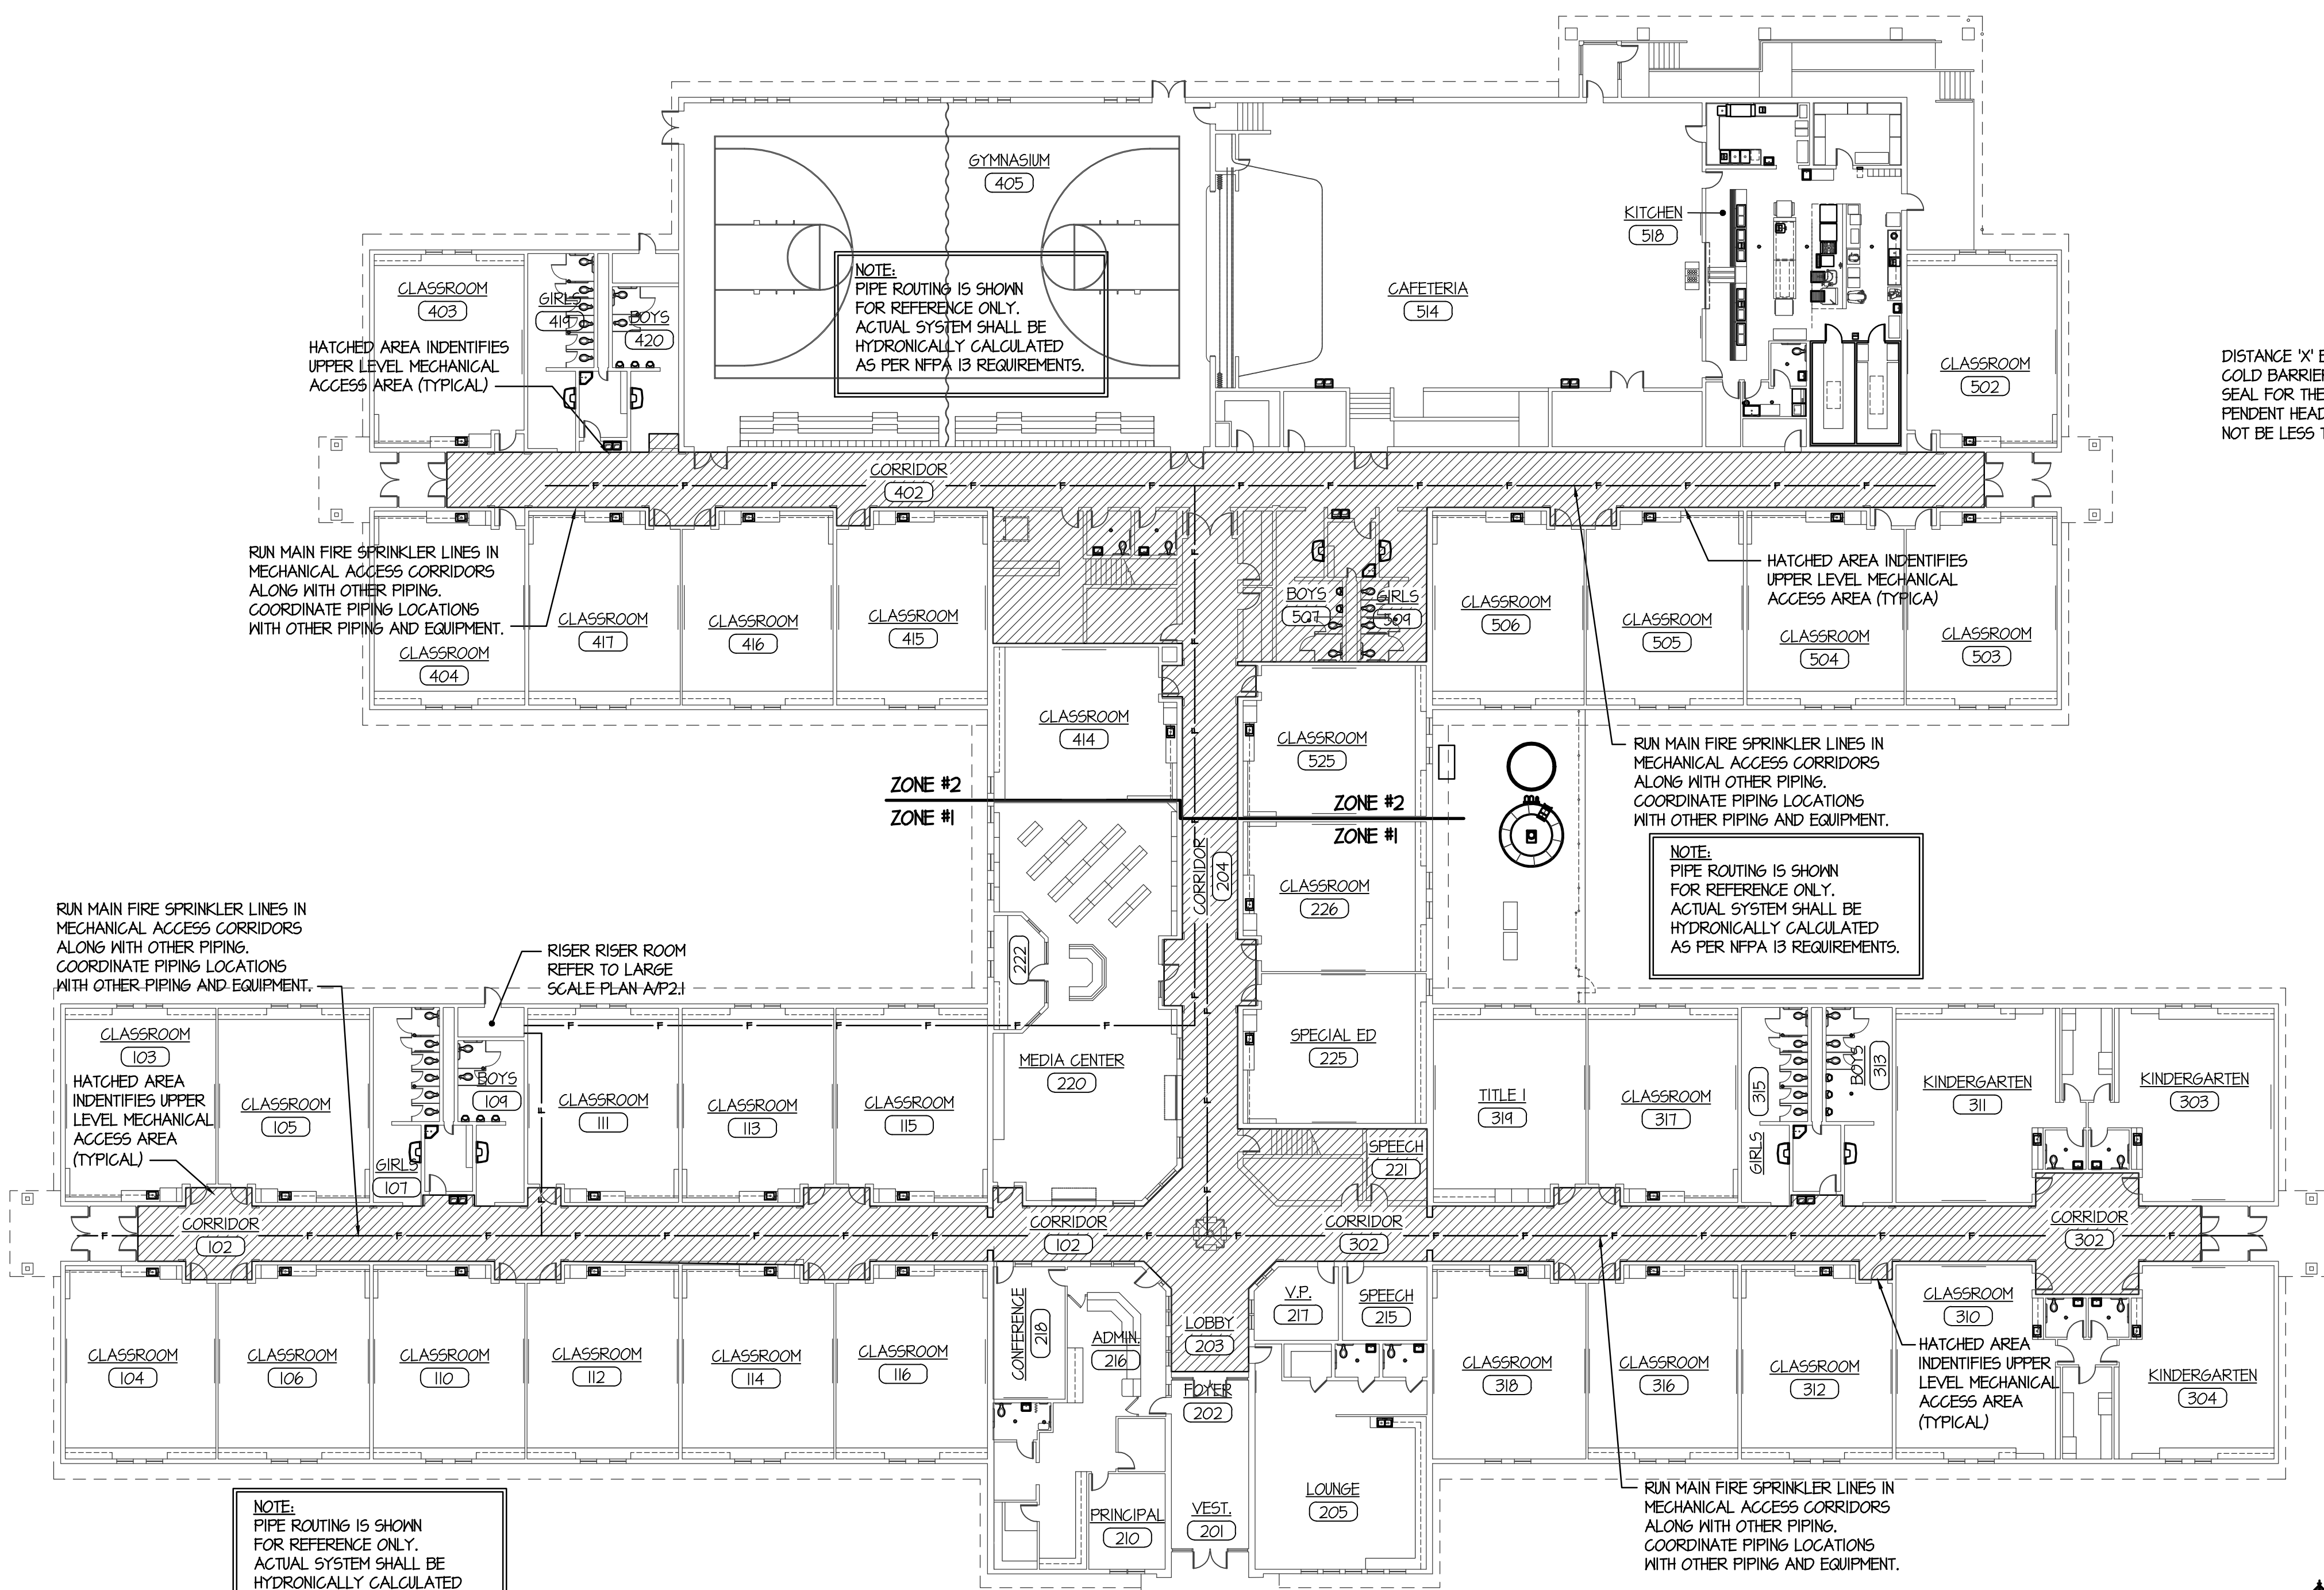 GYMNASIUM
405
KITCHEN
518
CLASSROOM
403
GIRLS
419
BOYS
420
NOTE:
PIPE ROUTING IS SHOWN
FOR REFERENCE ONLY.
ACTUAL SYSTEM SHALL BE
HYDRONICALLY CALCULATED
AS PER NFPA 13 REQUIREMENTS.
CAFETERIA
514
CLASSROOM
502
HATCHED AREA INDENTIFIES
UPPER LEVEL MECHANICAL
ACCESS AREA (TYPICAL)
DISTANCE 'X'
COLD BARRIER
SEAL FOR THE
PENDENT HEAD
NOT BE LESS
CORRIDOR
402
F F F F F F F F F F F F F F
RUN MAIN FIRE SPRINKLER LINES IN
MECHANICAL ACCESS CORRIDORS
ALONG WITH OTHER PIPING.
COORDINATE PIPING LOCATIONS
WITH OTHER PIPING AND EQUIPMENT.
HATCHED AREA INDENTIFIES
UPPER LEVEL MECHANICAL
ACCESS AREA (TYPICA)
CLASSROOM
404
CLASSROOM
417
CLASSROOM
416
CLASSROOM
415
BOYS
507
GIRLS
509
CLASSROOM
506
CLASSROOM
505
CLASSROOM
504
CLASSROOM
503
CLASSROOM
414
CLASSROOM
525
RUN MAIN FIRE SPRINKLER LINES IN
MECHANICAL ACCESS CORRIDORS
ALONG WITH OTHER PIPING.
COORDINATE PIPING LOCATIONS
WITH OTHER PIPING AND EQUIPMENT.
ZONE #2
ZONE #1
ZONE #2
ZONE #1
CORRIDOR
204
NOTE:
PIPE ROUTING IS SHOWN
FOR REFERENCE ONLY.
ACTUAL SYSTEM SHALL BE
HYDRONICALLY CALCULATED
AS PER NFPA 13 REQUIREMENTS.
CLASSROOM
226
222
RUN MAIN FIRE SPRINKLER LINES IN
MECHANICAL ACCESS CORRIDORS
ALONG WITH OTHER PIPING.
COORDINATE PIPING LOCATIONS
WITH OTHER PIPING AND EQUIPMENT.
RISER RISER ROOM
REFER TO LARGE
SCALE PLAN A/P2.1
F F F F F F F
CLASSROOM
103
HATCHED AREA
INDENTIFIES UPPER
LEVEL MECHANICAL
ACCESS AREA
(TYPICAL)
CLASSROOM
105
GIRLS
107
BOYS
109
CLASSROOM
111
CLASSROOM
113
CLASSROOM
115
MEDIA CENTER
220
SPECIAL ED
225
SPEECH
221
TITLE 1
319
CLASSROOM
317
GIRLS
315
BOYS
313
KINDERGARTEN
311
KINDERGARTEN
303
CORRIDOR
102
CORRIDOR
102
CORRIDOR
302
CORRIDOR
302
CLASSROOM
104
CLASSROOM
106
CLASSROOM
110
CLASSROOM
112
CLASSROOM
114
CLASSROOM
116
CONFERENCE
218
ADMIN.
216
LOBBY
203
V.P.
217
SPEECH
215
FOYER
202
CLASSROOM
318
CLASSROOM
316
CLASSROOM
312
CLASSROOM
310
HATCHED AREA
INDENTIFIES UPPER
LEVEL MECHANICAL
ACCESS AREA
(TYPICAL)
KINDERGARTEN
304
PRINCIPAL
210
VEST.
201
LOUNGE
205
NOTE:
PIPE ROUTING IS SHOWN
FOR REFERENCE ONLY.
ACTUAL SYSTEM SHALL BE
HYDRONICALLY CALCULATED
RUN MAIN FIRE SPRINKLER LINES IN
MECHANICAL ACCESS CORRIDORS
ALONG WITH OTHER PIPING.
COORDINATE PIPING LOCATIONS
WITH OTHER PIPING AND EQUIPMENT.